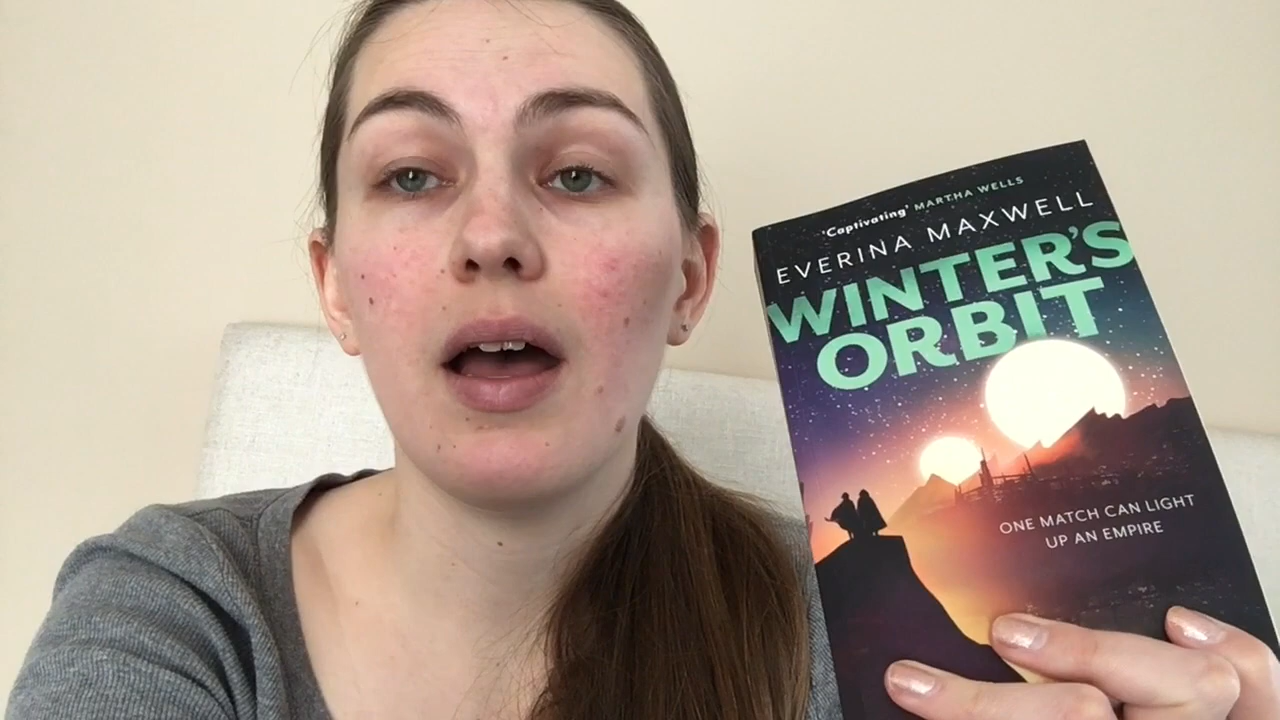 'Captivating' MARTHA WELLS
EVERINA MAXWELL
WINTER'S
ORBIT
ONE MATCH CAN LIGHT
UP AN EMPIRE